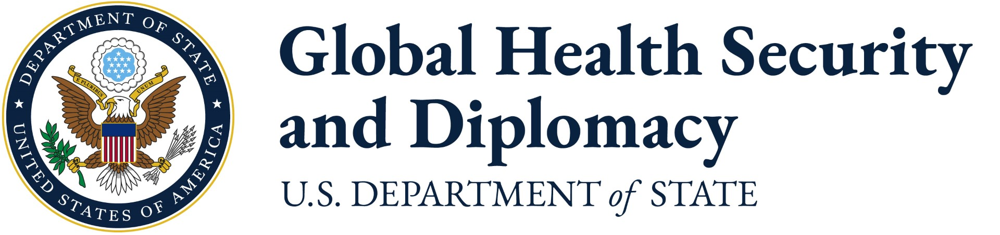 DEPARTMENT OF STATE
E PLURIBUS UNUM
UNITED STATES OF AMERICA
Global Health Security
and Diplomacy
U.S. DEPARTMENT of STATE